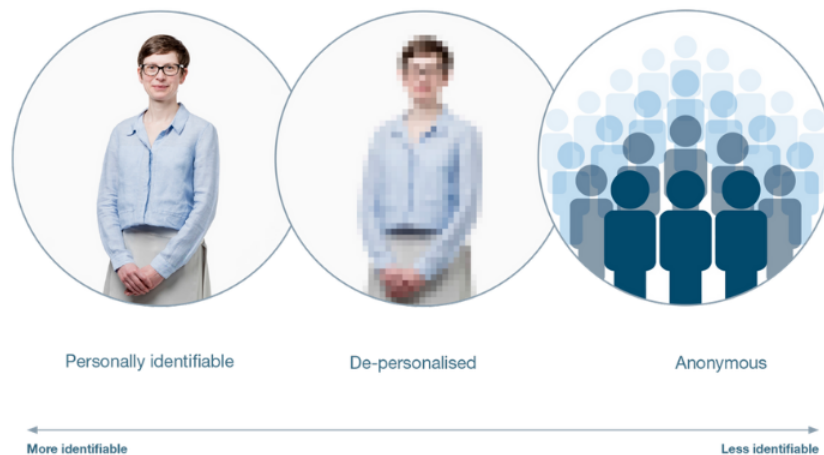 Personally identifiable
De-personalised
Anonymous
More identifiable
Less identifiable